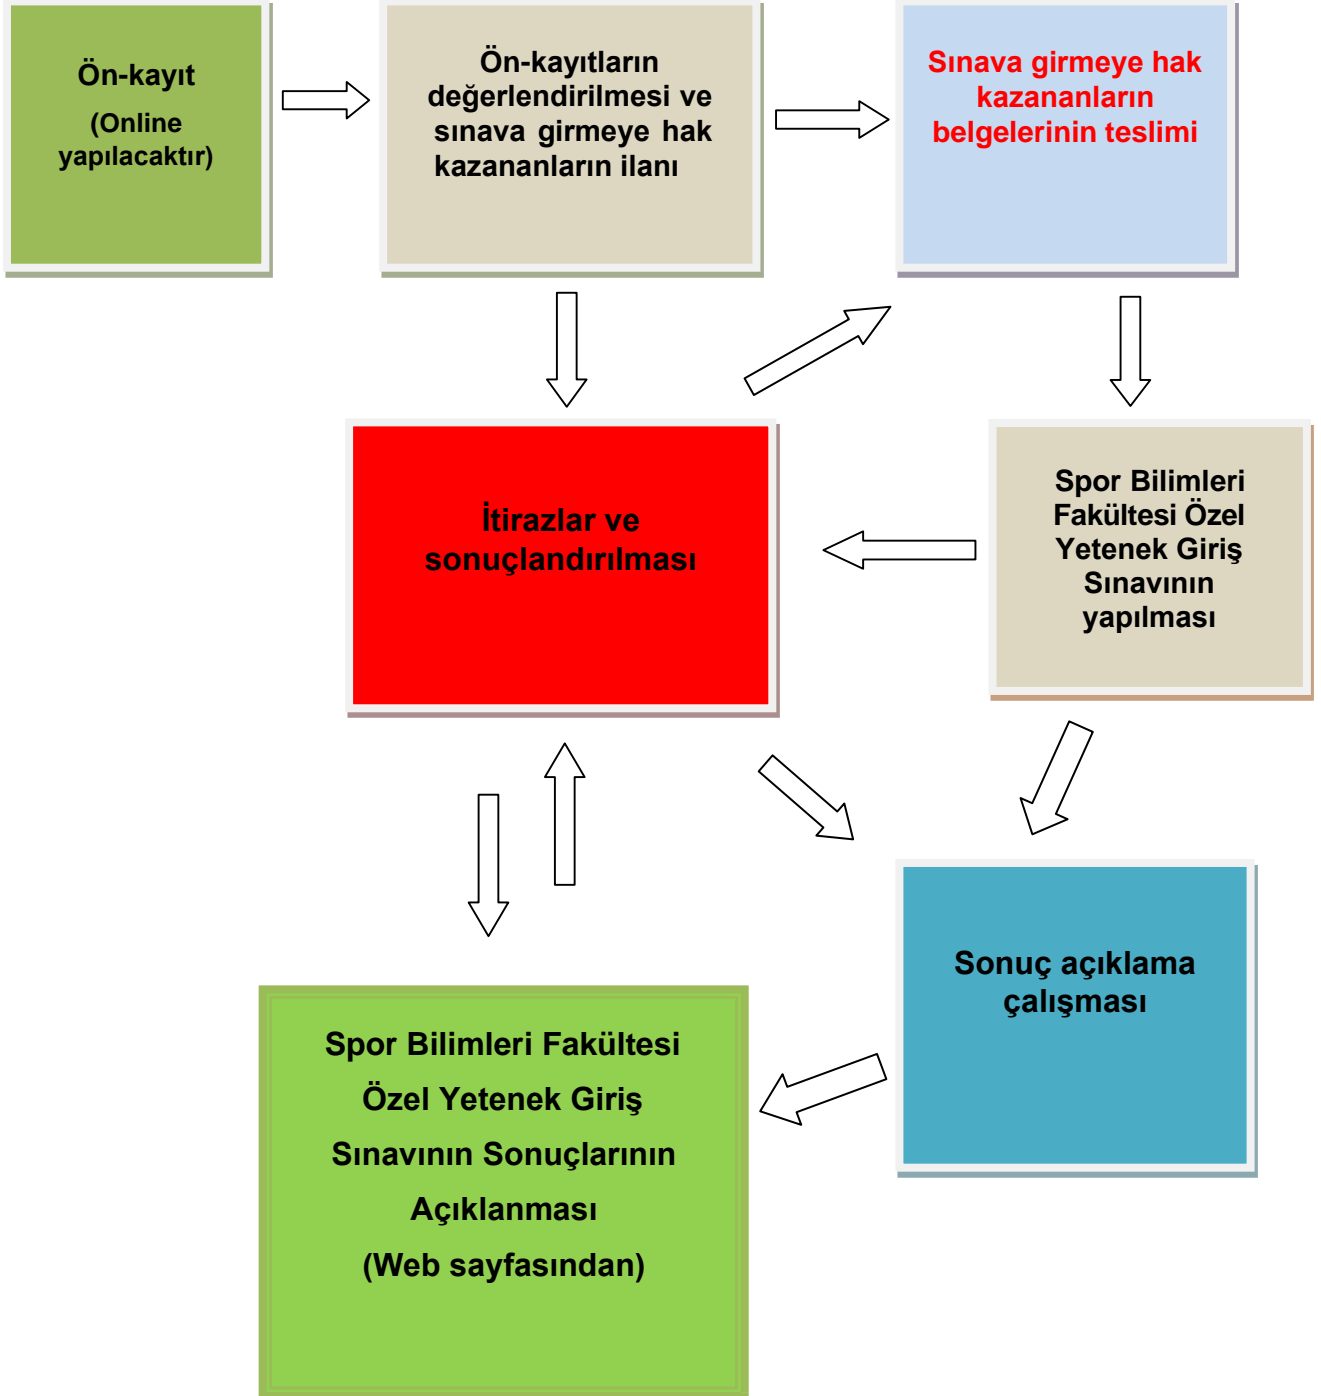 Ön-kayıt
(Online
yapılacaktır)
Ön-kayıtların
değerlendirilmesi ve
sınava girmeye hak
kazananların ilanı
Sınava girmeye hak
kazananların
belgelerinin teslimi
İtirazlar ve
sonuçlandırılması
Spor Bilimleri
Fakültesi Özel
Yetenek Giriş
Sınavının
yapılması
Sonuç açıklama
çalışması
Spor Bilimleri Fakültesi
Özel Yetenek Giriş
Sınavının Sonuçlarının
Açıklanması
(Web sayfasından)